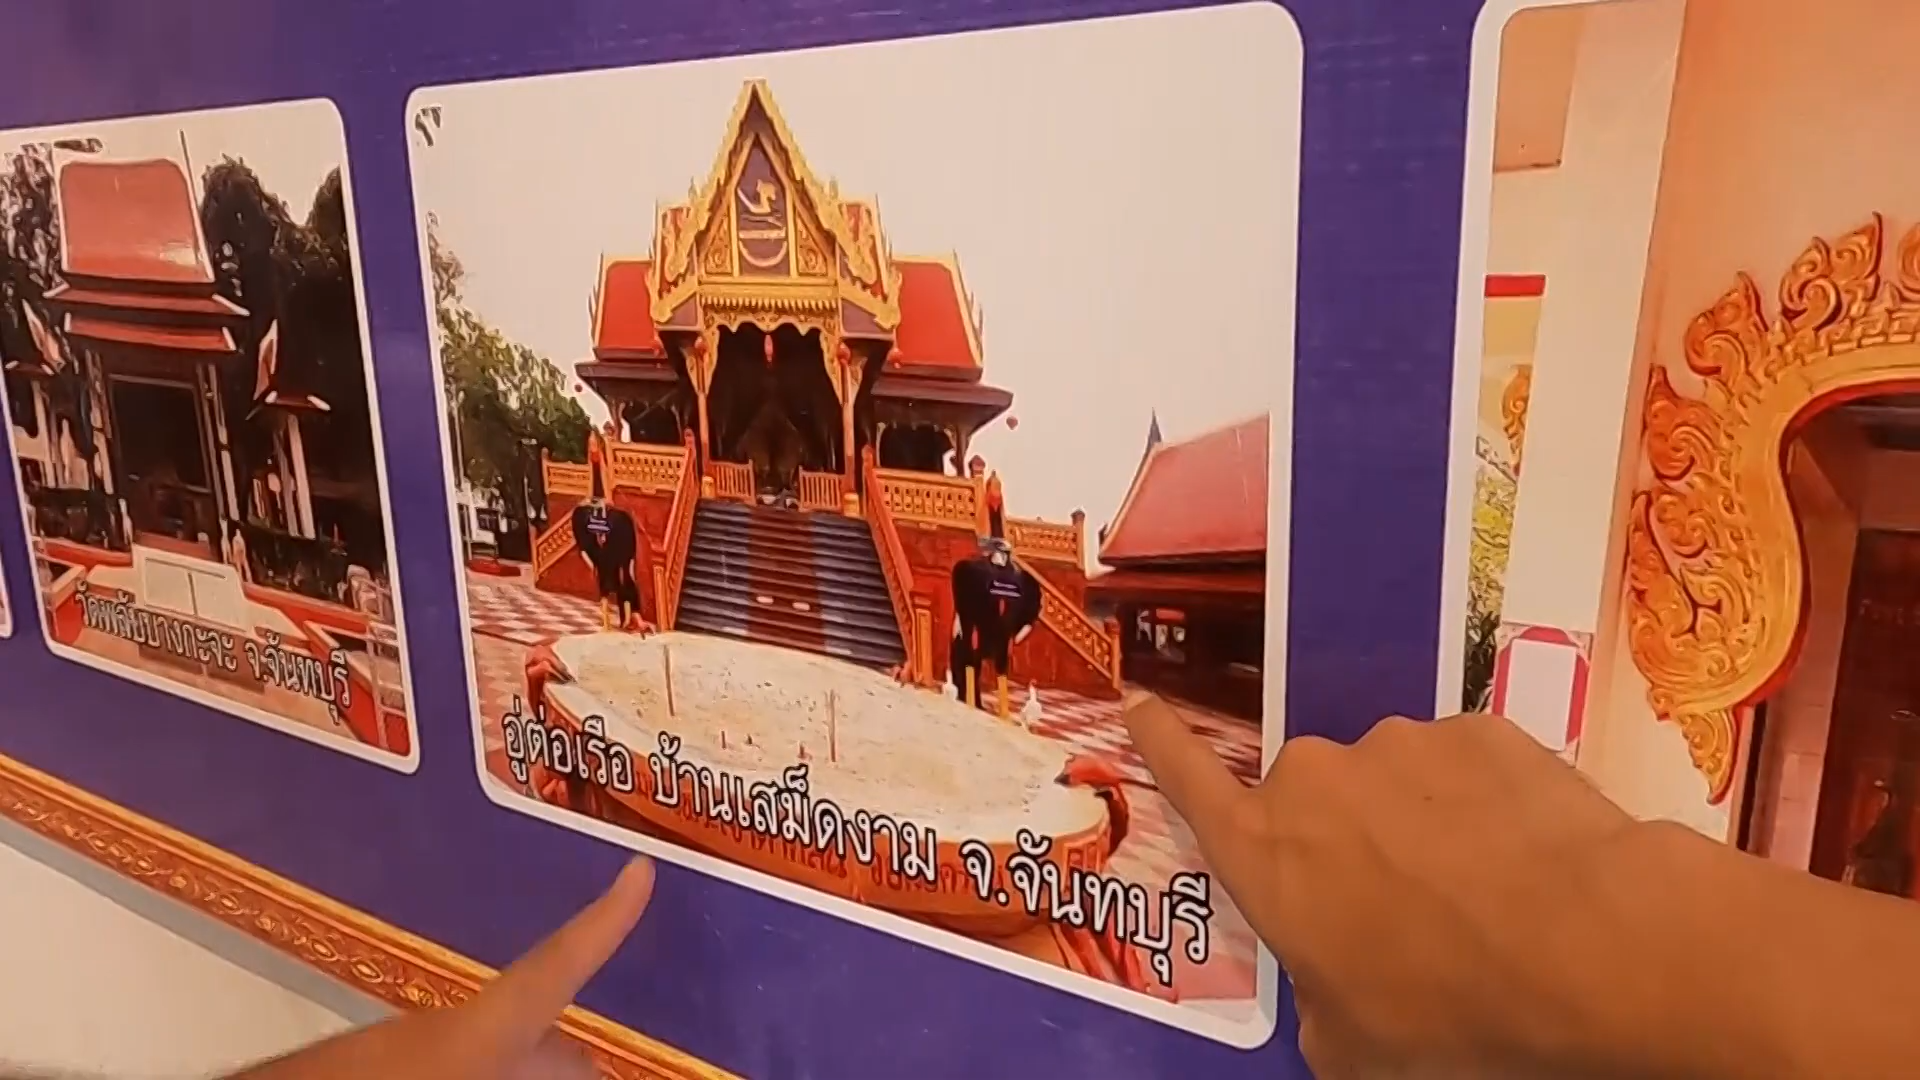 วัดพลับบางกะจะ จ.จันทบุรี
อู่ต่อเรือ บ้านเสม็ดงาม จ.จันทบุรี